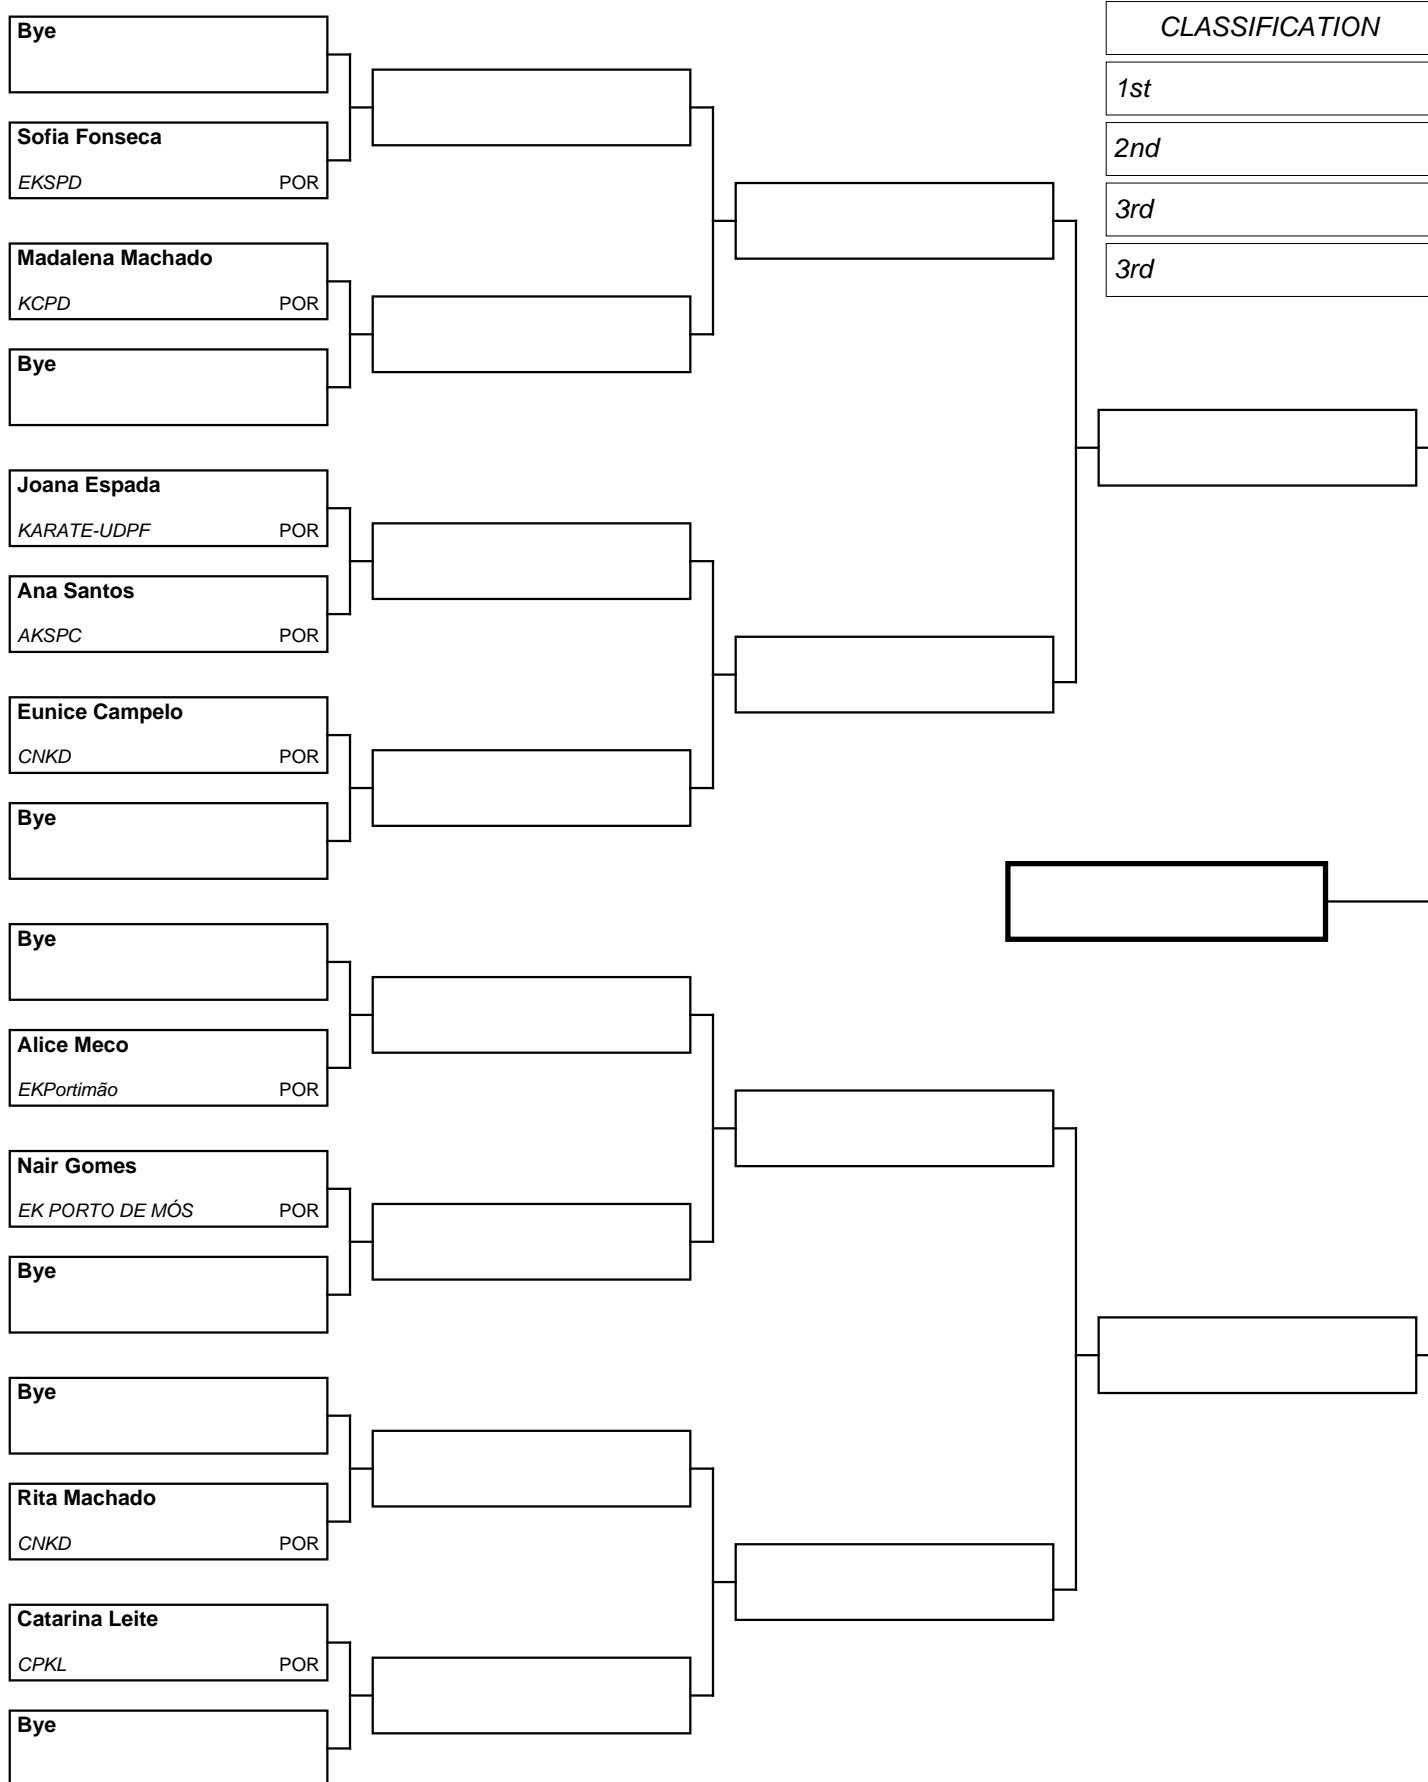 Bye
Sofia Fonseca
EKSPD POR
Madalena Machado
KCPD POR
Bye
Joana Espada
KARATE-UDPF POR
Ana Santos
AKSPC POR
Eunice Campelo
CNKD POR
Bye
Bye
Alice Meco
EKPortimão POR
Nair Gomes
EK PORTO DE MÓS POR
Bye
Bye
Rita Machado
CNKD POR
Catarina Leite
CPKL POR
Bye
CLASSIFICATION
1st
2nd
3rd
3rd